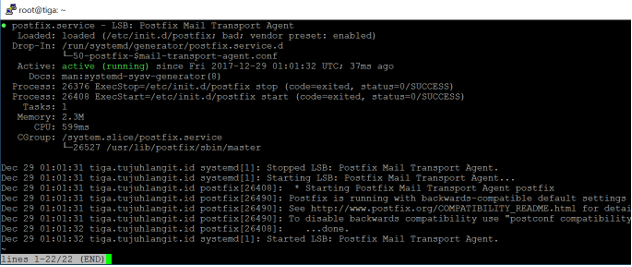 root@tiga: ~
● postfix.service - LSB: Postfix Mail Transport Agent
Loaded: loaded (/etc/init.d/postfix; bad; vendor preset: enabled)
Drop-In: /run/systemd/generator/postfix.service.d
└─50-postfix-$mail-transport-agent.conf
Active: active (running) since Fri 2017-12-29 01:01:32 UTC; 37ms ago
Docs: man:systemd-sysv-generator(8)
Process: 26376 ExecStop=/etc/init.d/postfix stop (code=exited, status=0/SUCCESS)
Process: 26408 ExecStart=/etc/init.d/postfix start (code=exited, status=0/SUCCESS)
Tasks: 1
Memory: 2.3M
CPU: 599ms
CGroup: /system.slice/postfix.service
└─26527 /usr/lib/postfix/sbin/master
Dec 29 01:01:31 tiga.tujuhlangit.id systemd[1]: Stopped LSB: Postfix Mail Transport Agent.
Dec 29 01:01:31 tiga.tujuhlangit.id systemd[1]: Starting LSB: Postfix Mail Transport Agent...
Dec 29 01:01:31 tiga.tujuhlangit.id postfix[26408]:  * Starting Postfix Mail Transport Agent postfix
Dec 29 01:01:31 tiga.tujuhlangit.id postfix[26490]: Postfix is running with backwards-compatible default settings
Dec 29 01:01:31 tiga.tujuhlangit.id postfix[26490]: See http://www.postfix.org/COMPATIBILITY_README.html for detai
Dec 29 01:01:31 tiga.tujuhlangit.id postfix[26490]: To disable backwards compatibility use "postconf compatibility
Dec 29 01:01:32 tiga.tujuhlangit.id postfix[26408]:    ...done.
Dec 29 01:01:32 tiga.tujuhlangit.id systemd[1]: Started LSB: Postfix Mail Transport Agent.
~
lines 1-22/22 (END)